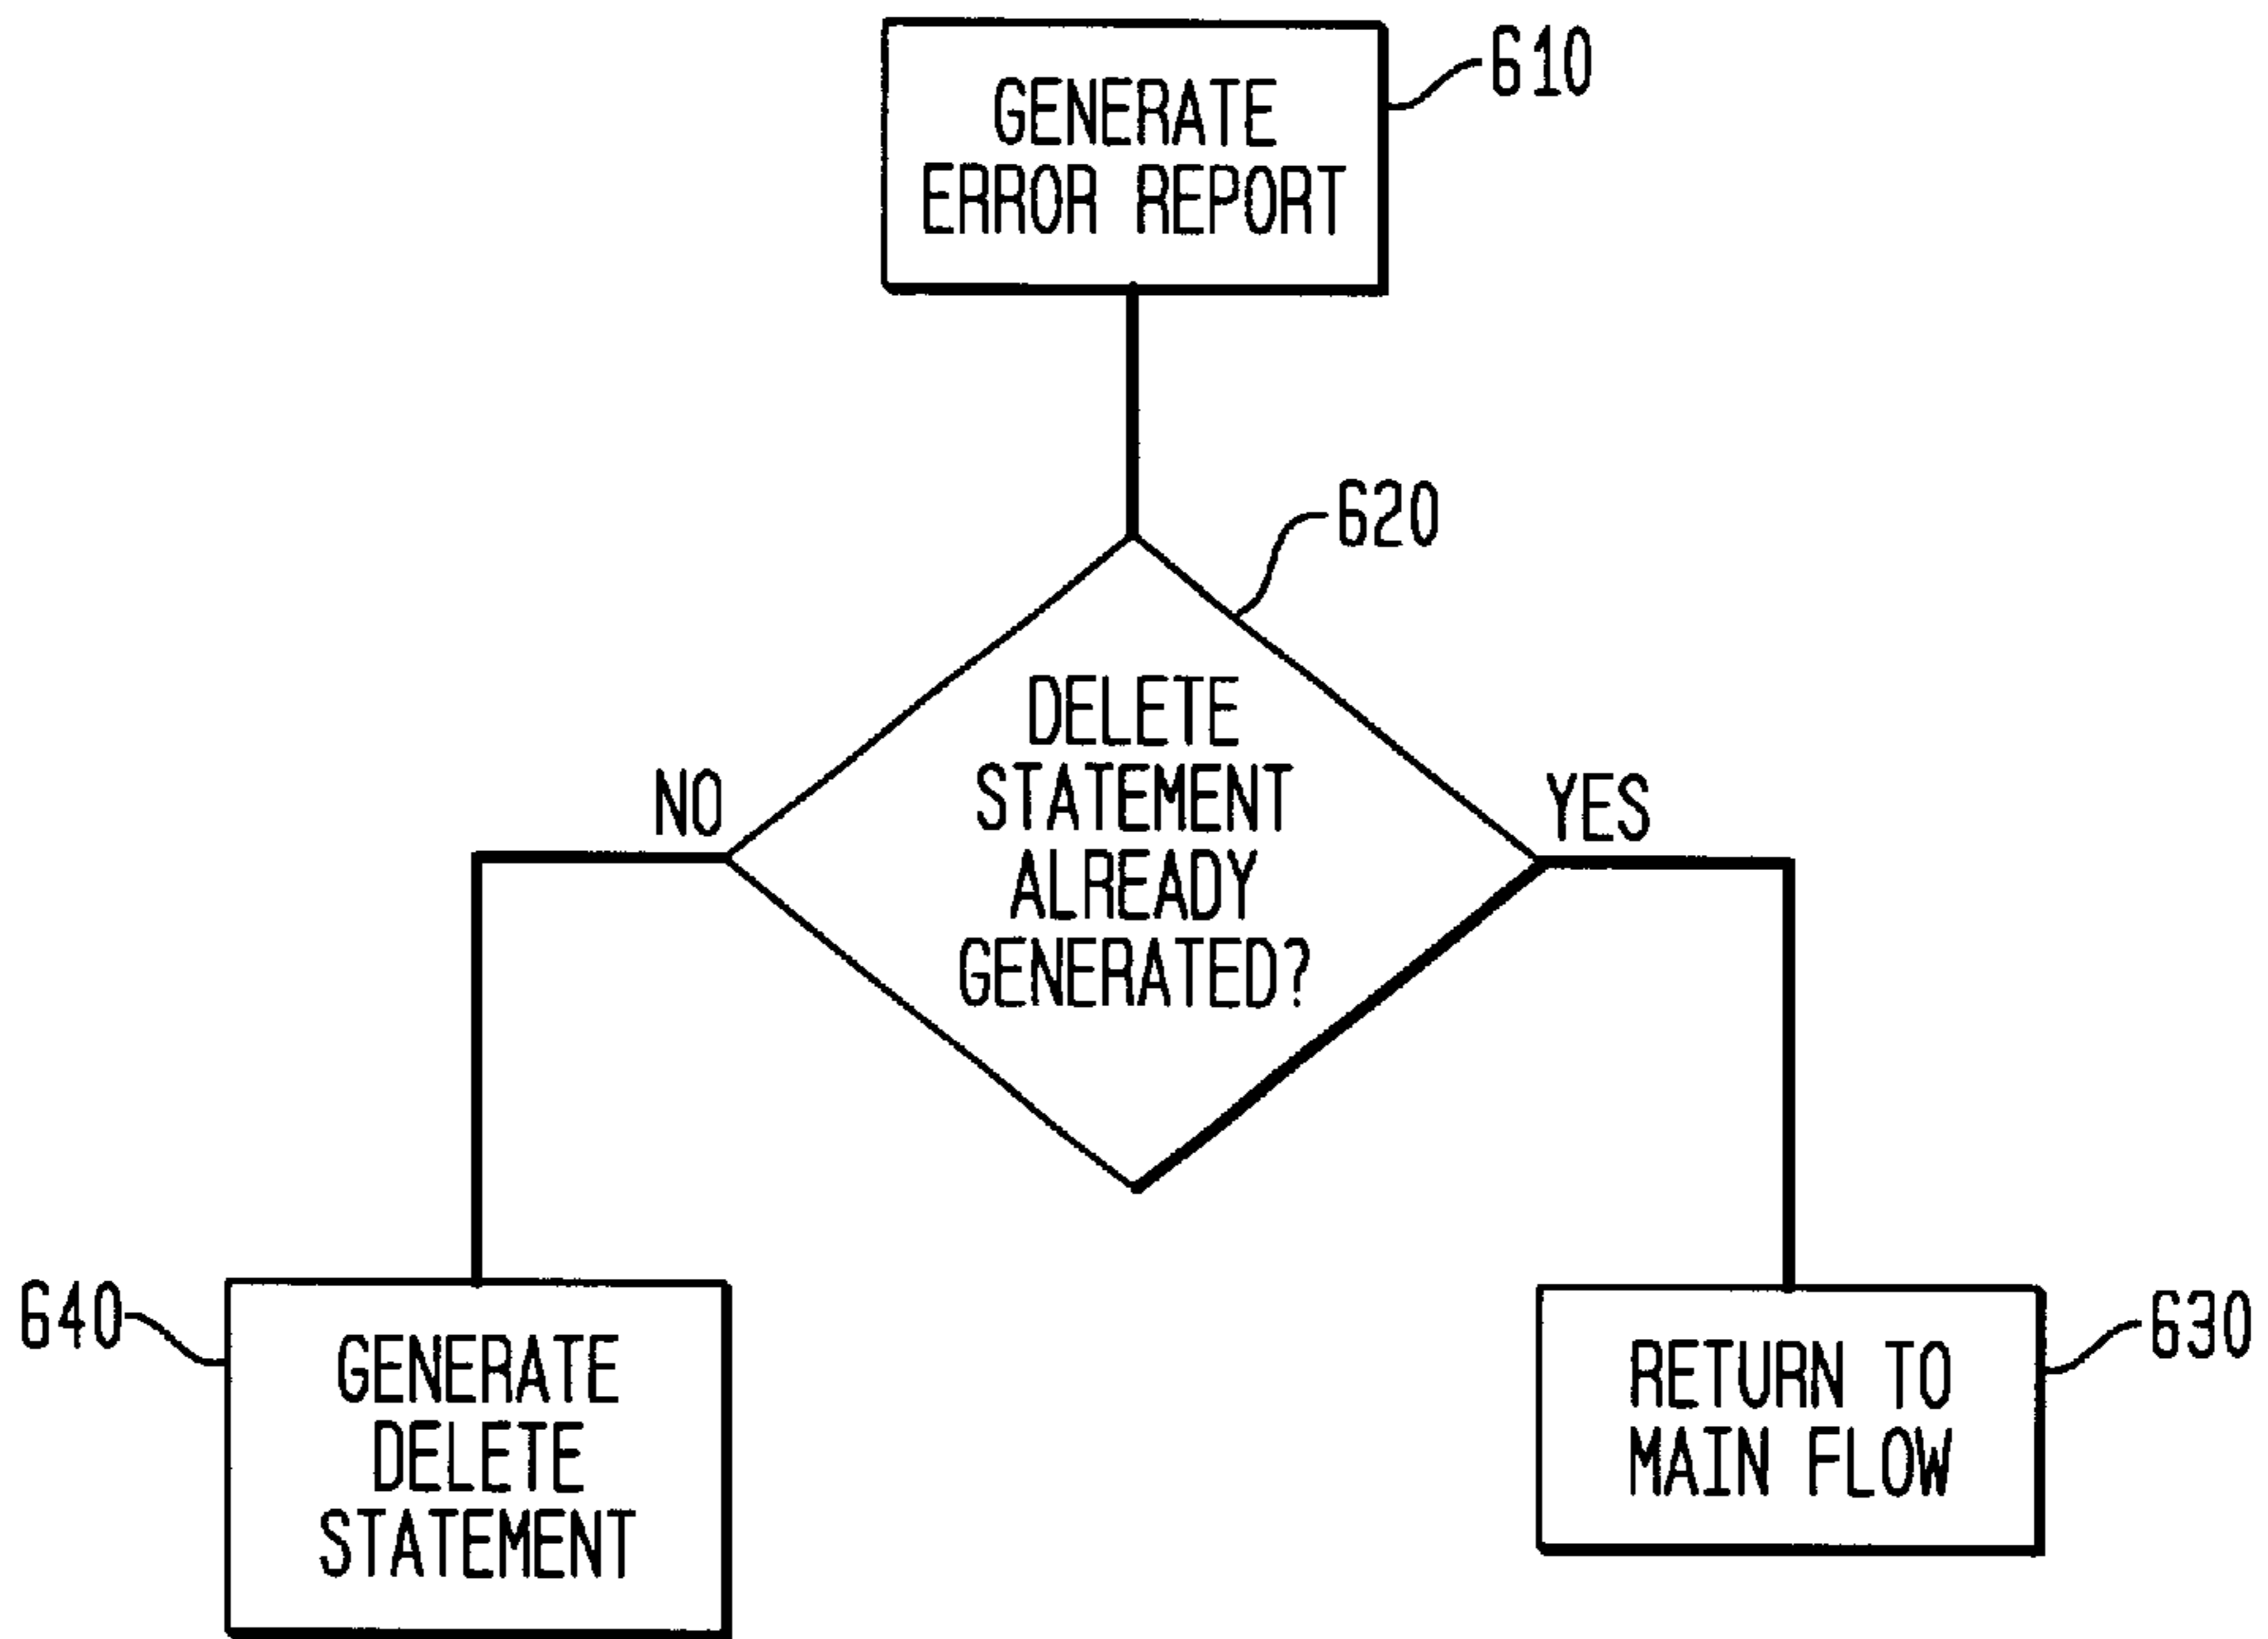 GENERATE
ERROR REPORT
610
620
DELETE
STATEMENT
ALREADY
GENERATED?
NO
YES
640
GENERATE
DELETE
STATEMENT
RETURN TO
MAIN FLOW
630